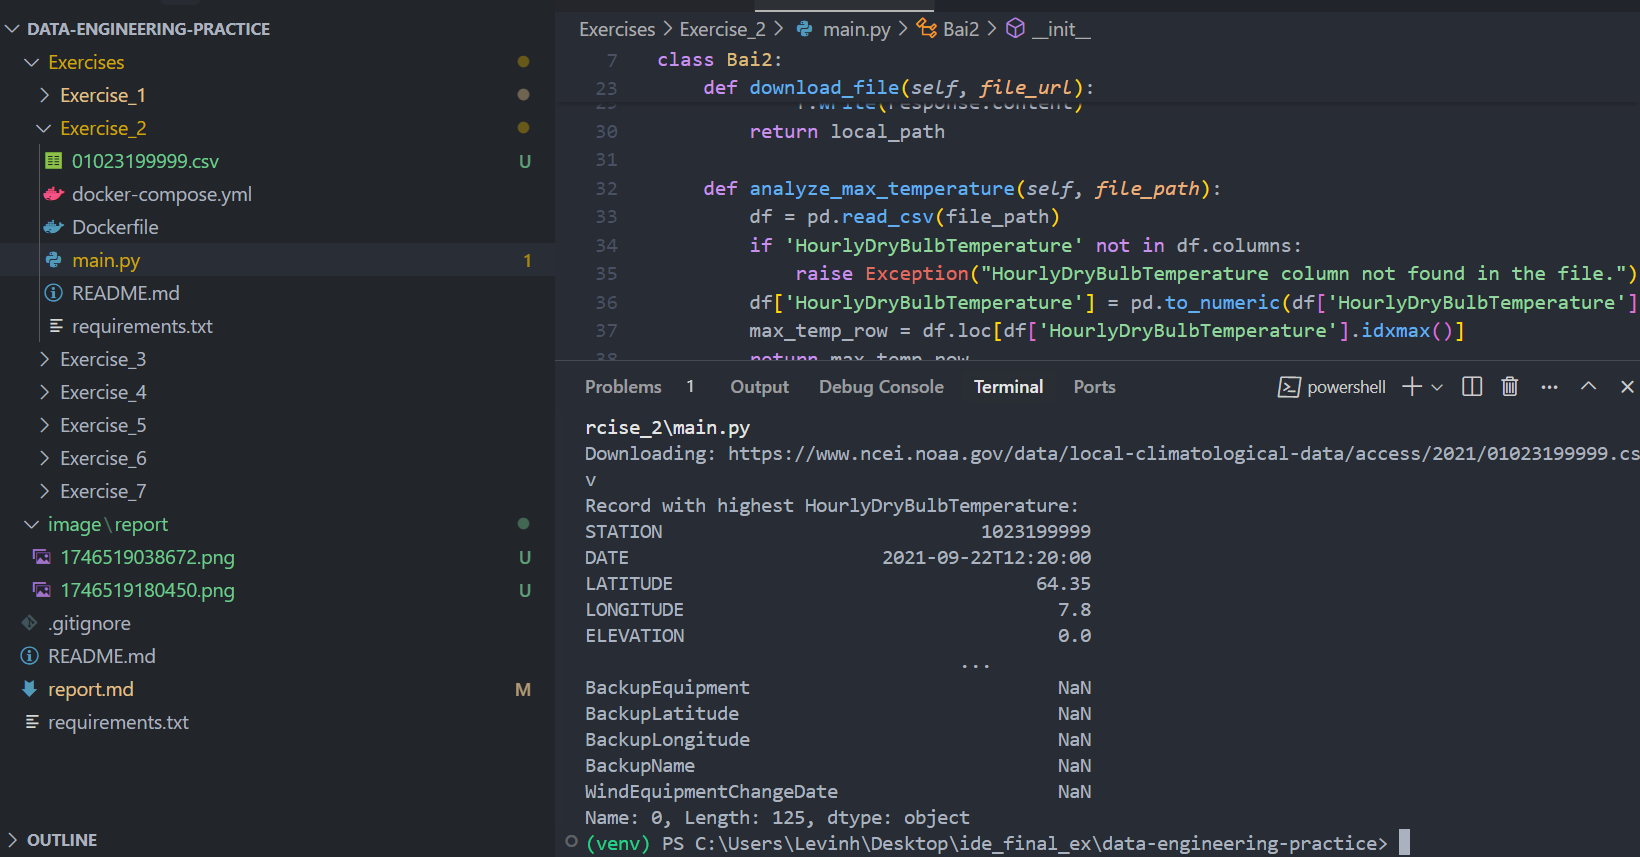 DATA-ENGINEERING-PRACTICE
Exercises
Exercise_1
Exercise_2
01023199999.csv U
docker-compose.yml
Dockerfile
main.py 1
README.md
requirements.txt
Exercise_3
Exercise_4
Exercise_5
Exercise_6
Exercise_7
image\report
1746519038672.png U
1746519180450.png U
.gitignore
README.md
report.md M
requirements.txt
OUTLINE
Exercises > Exercise_2 > main.py > Bai2 > __init__
7 class Bai2:
23 def download_file(self, file_url):
29 f.write(response.content)
30 return local_path
31
32 def analyze_max_temperature(self, file_path):
33 df = pd.read_csv(file_path)
34 if 'HourlyDryBulbTemperature' not in df.columns:
35 raise Exception("HourlyDryBulbTemperature column not found in the file.")
36 df['HourlyDryBulbTemperature'] = pd.to_numeric(df['HourlyDryBulbTemperature']
37 max_temp_row = df.loc[df['HourlyDryBulbTemperature'].idxmax()]
38 return max_temp_row
Problems 1 Output Debug Console Terminal Ports powershell
rcise_2\main.py
Downloading: https://www.ncei.noaa.gov/data/local-climatological-data/access/2021/01023199999.cs
v
Record with highest HourlyDryBulbTemperature:
STATION 1023199999
DATE 2021-09-22T12:20:00
LATITUDE 64.35
LONGITUDE 7.8
ELEVATION 0.0
...
BackupEquipment NaN
BackupLatitude NaN
BackupLongitude NaN
BackupName NaN
WindEquipmentChangeDate NaN
Name: 0, Length: 125, dtype: object
(venv) PS C:\Users\Levinh\Desktop\ide_final_ex\data-engineering-practice>